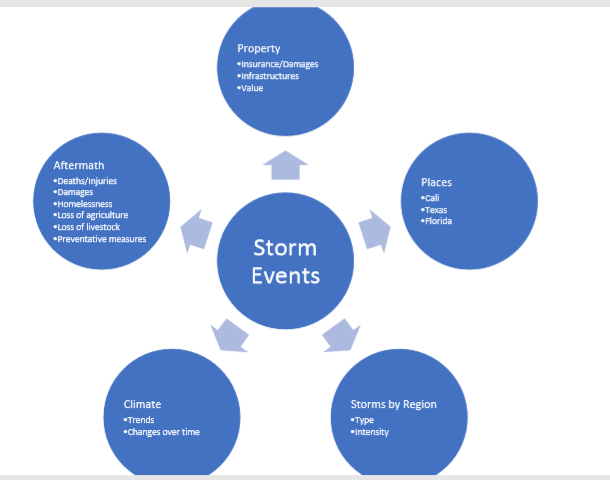 Property
•Insurance/Damages
•Infrastructures
•Value
Aftermath
•Deaths/Injuries
•Damages
•Homelessness
•Loss of agriculture
•Loss of livestock
•Preventative measures
Places
•Cali
•Texas
•Florida
Storm
Events
Climate
•Trends
•Changes over time
Storms by Region
•Type
•Intensity